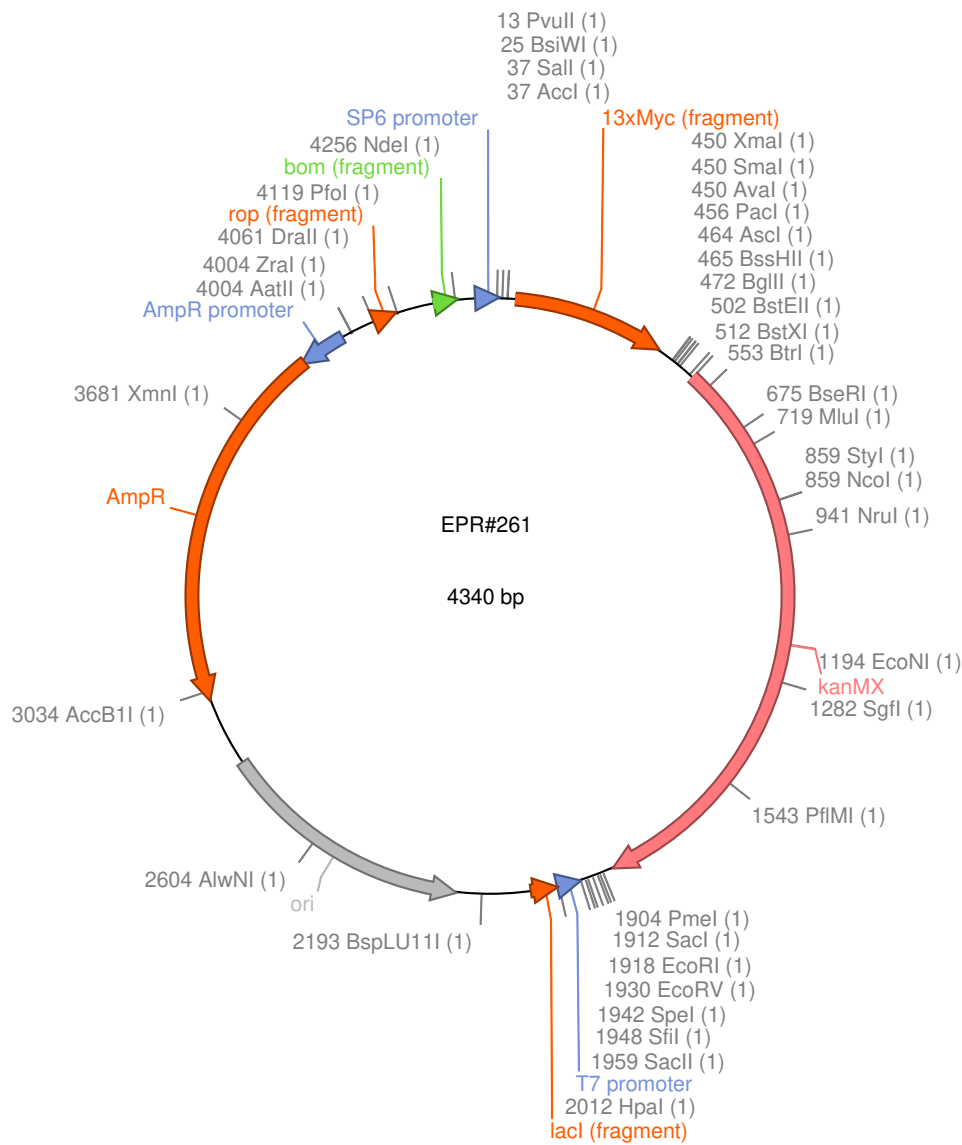 13 PvuII (1)
25 BsiWI (1)
37 SalI (1)
37 AccI (1)
SP6 promoter
13xMyc (fragment)
4256 NdeI (1)
bom (fragment)
4119 PfoI (1)
rop (fragment)
4061 DraII (1)
4004 ZraI (1)
4004 AatII (1)
AmpR promoter
450 XmaI (1)
450 SmaI (1)
450 AvaI (1)
456 PacI (1)
464 AscI (1)
465 BssHII (1)
472 BglII (1)
502 BstEII (1)
512 BstXI (1)
553 BtrI (1)
3681 XmnI (1)
675 BseRI (1)
719 MluI (1)
859 StyI (1)
859 NcoI (1)
AmpR
941 NruI (1)
EPR#261
4340 bp
1194 EcoNI (1)
kanMX
1282 SgfI (1)
3034 AccB1I (1)
1543 PflMI (1)
2604 AlwNI (1)
ori
2193 BspLU11I (1)
1904 PmeI (1)
1912 SacI (1)
1918 EcoRI (1)
1930 EcoRV (1)
1942 SpeI (1)
1948 SfiI (1)
1959 SacII (1)
T7 promoter
2012 HpaI (1)
lacI (fragment)